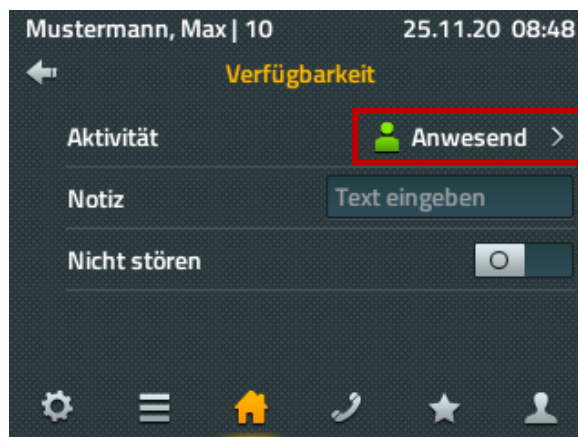 Mustermann, Max | 10 25.11.20 08:48
Verfügbarkeit
Aktivität Anwesend >
Notiz Text eingeben
Nicht stören